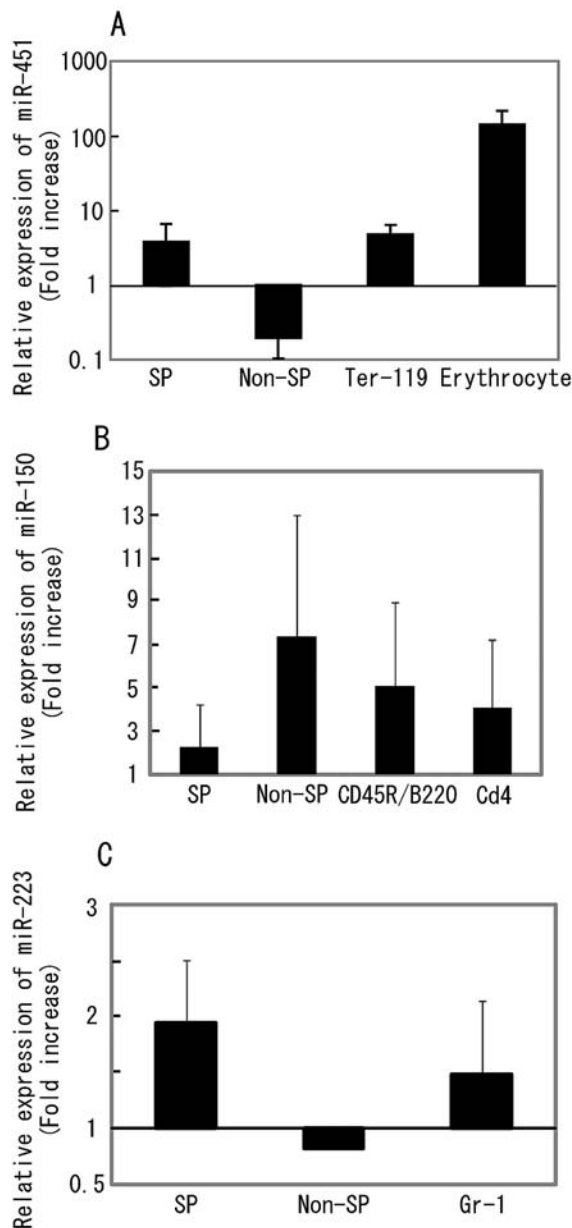 A
Relative expression of miR-451
(Fold increase)
1000
100
10
1
0.1
SP Non-SP Ter-119 Erythrocyte
B
Relative expression of miR-150
(Fold increase)
15
13
11
9
7
5
3
1
SP Non-SP CD45R/B220 Cd4
C
Relative expression of miR-223
(Fold increase)
3
2
1
0.5
SP Non-SP Gr-1